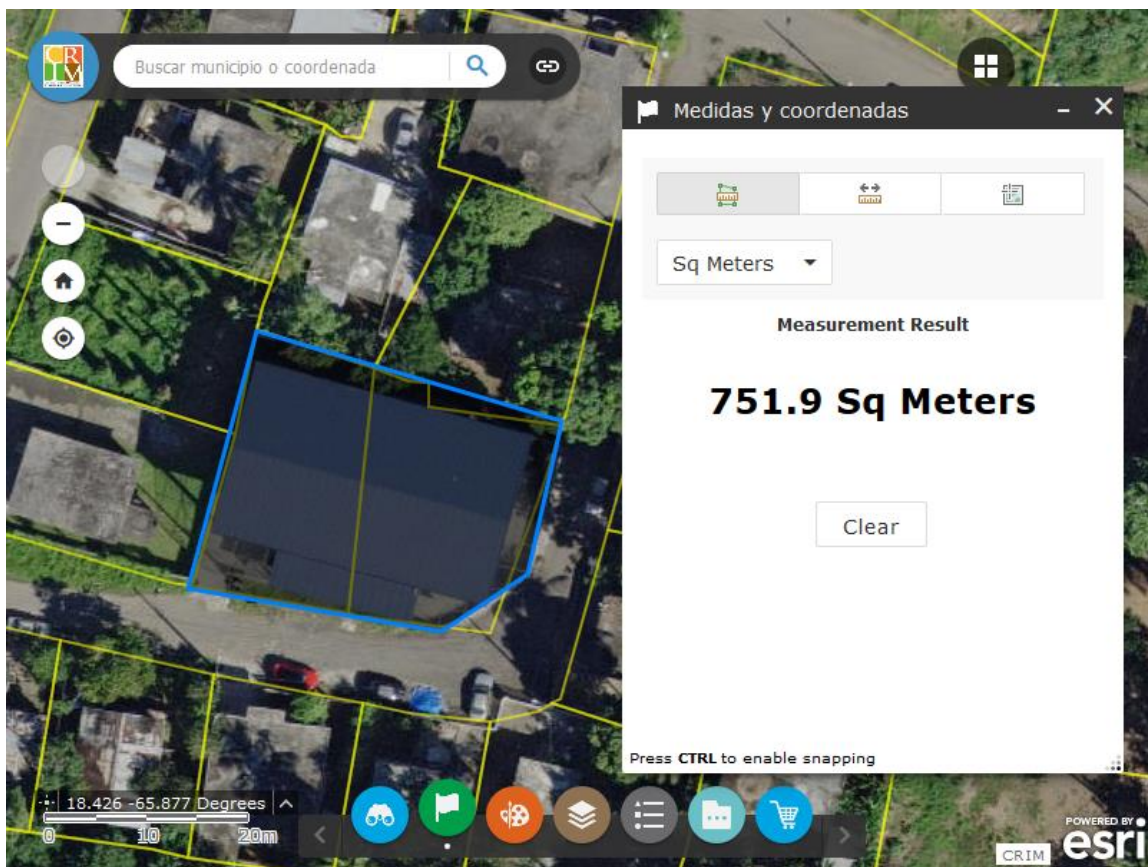 CRIM
Buscar municipio o coordenada
Medidas y coordenadas
Sq Meters
Measurement Result
751.9 Sq Meters
Clear
Press CTRL to enable snapping
18.426 -65.877 Degrees
0 10 20m
POWERED BY
esri
CRIM